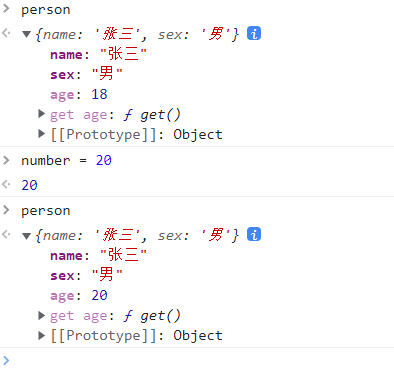 person
{name: '张三', sex: '男'} i
name: "张三"
sex: "男"
age: 18
get age: ƒ get()
[[Prototype]]: Object
number = 20
20
person
{name: '张三', sex: '男'} i
name: "张三"
sex: "男"
age: 20
get age: ƒ get()
[[Prototype]]: Object